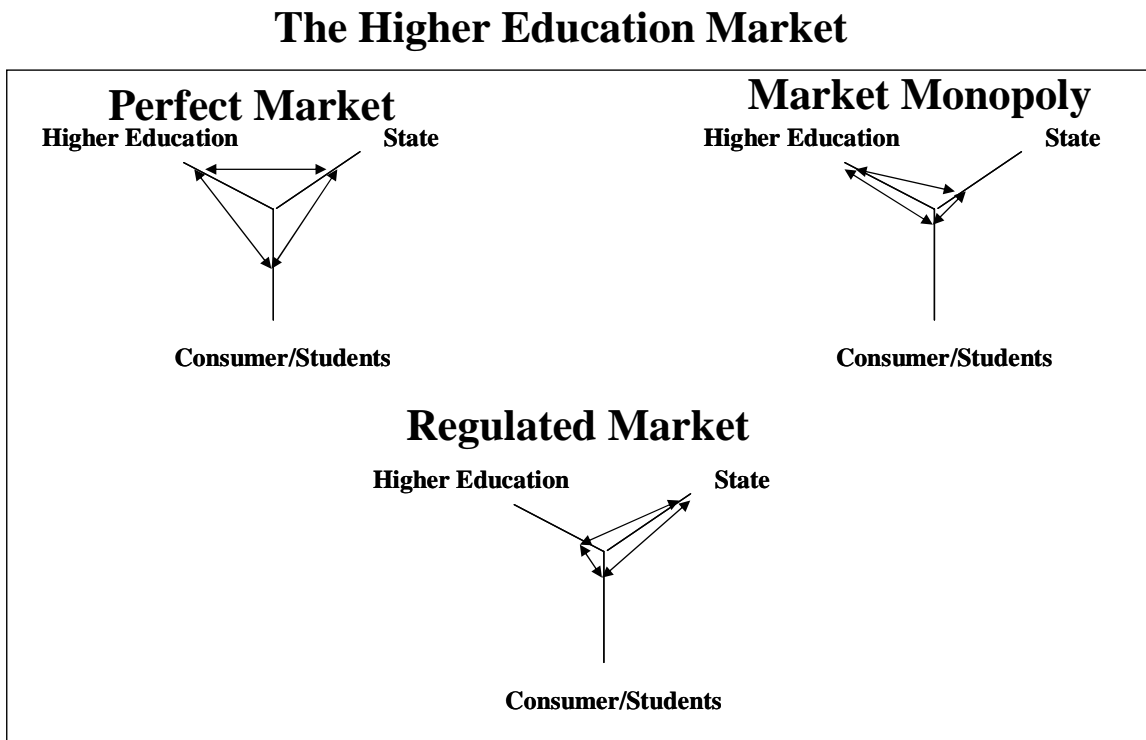 The Higher Education Market
Perfect Market
Higher Education
State
Consumer/Students
Market Monopoly
Higher Education
State
Consumer/Students
Regulated Market
Higher Education
State
Consumer/Students